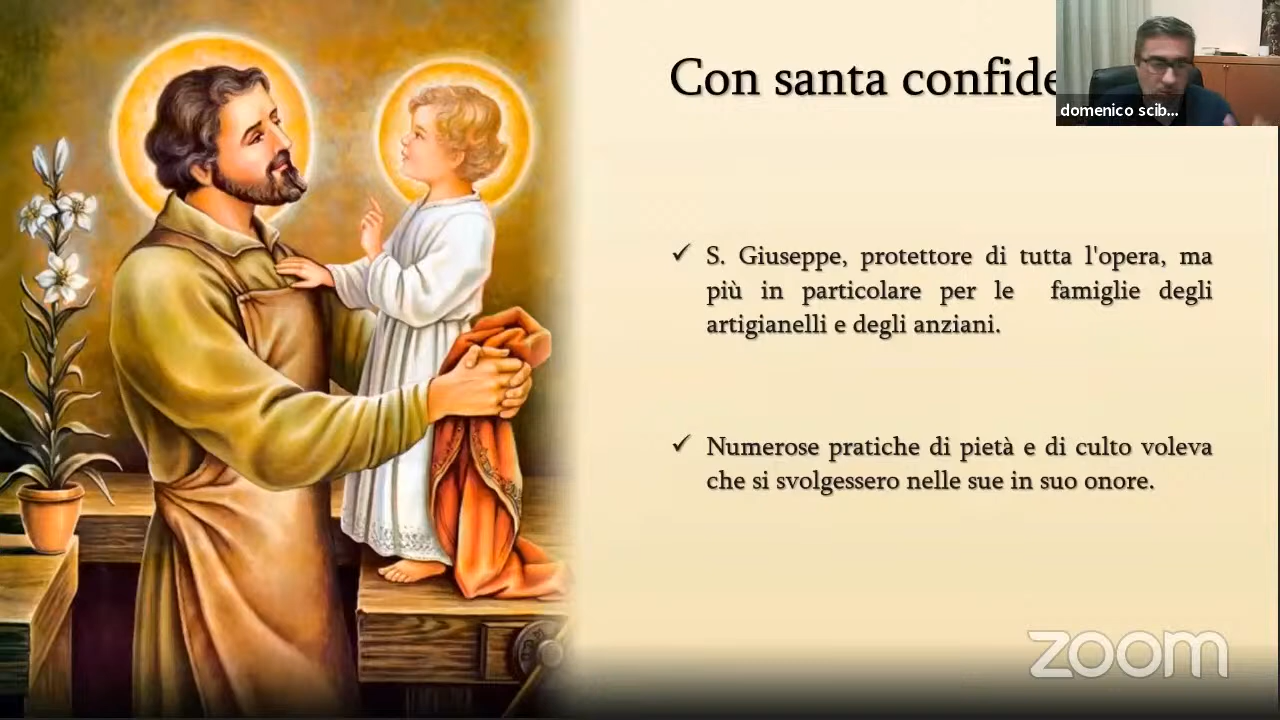 Con santa confide
domenico scib...
✓ S. Giuseppe, protettore di tutta l'opera, ma
più in particolare per le famiglie degli
artigianelli e degli anziani.
✓ Numerose pratiche di pietà e di culto voleva
che si svolgessero nelle sue in suo onore.
zoom